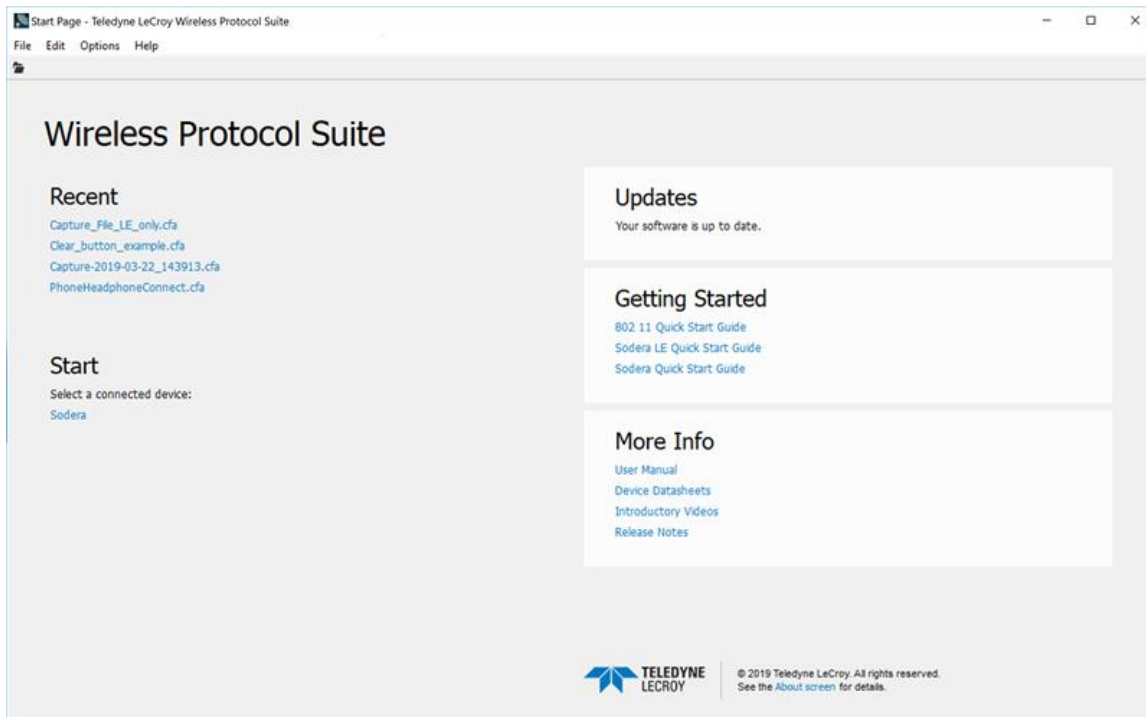 Start Page - Teledyne LeCroy Wireless Protocol Suite
File Edit Options Help
Wireless Protocol Suite
Recent
Capture_File_LE_only.cfa
Clear_button_example.cfa
Capture-2019-03-22_143913.cfa
PhoneHeadphoneConnect.cfa
Start
Select a connected device:
Sodera
Updates
Your software is up to date.
Getting Started
802 11 Quick Start Guide
Sodera LE Quick Start Guide
Sodera Quick Start Guide
More Info
User Manual
Device Datasheets
Introductory Videos
Release Notes
TELEDYNE
LECROY
© 2019 Teledyne LeCroy. All rights reserved.
See the About screen for details.